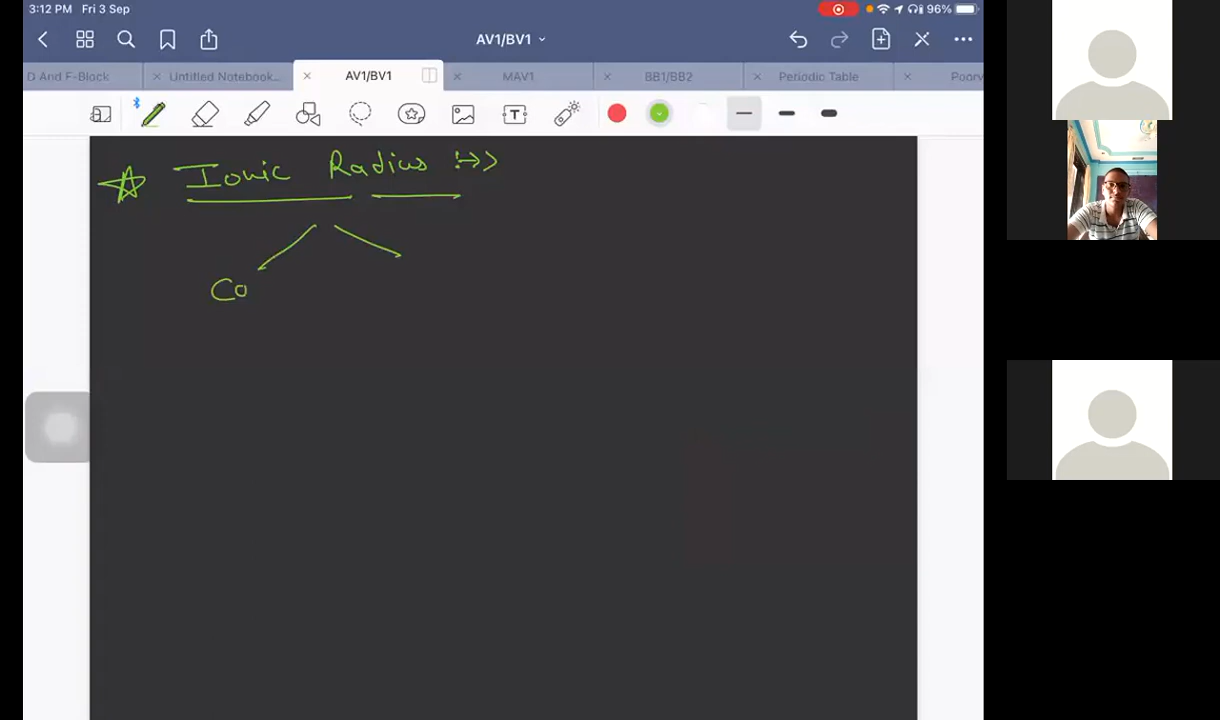 3:12 PM Fri 3 Sep 96%
AV1/BV1
D And F-Block Untitled Notebook... AV1/BV1 MAV1 BB1/BB2 Periodic Table Poorv
T
Ionic Radius :->>
Co